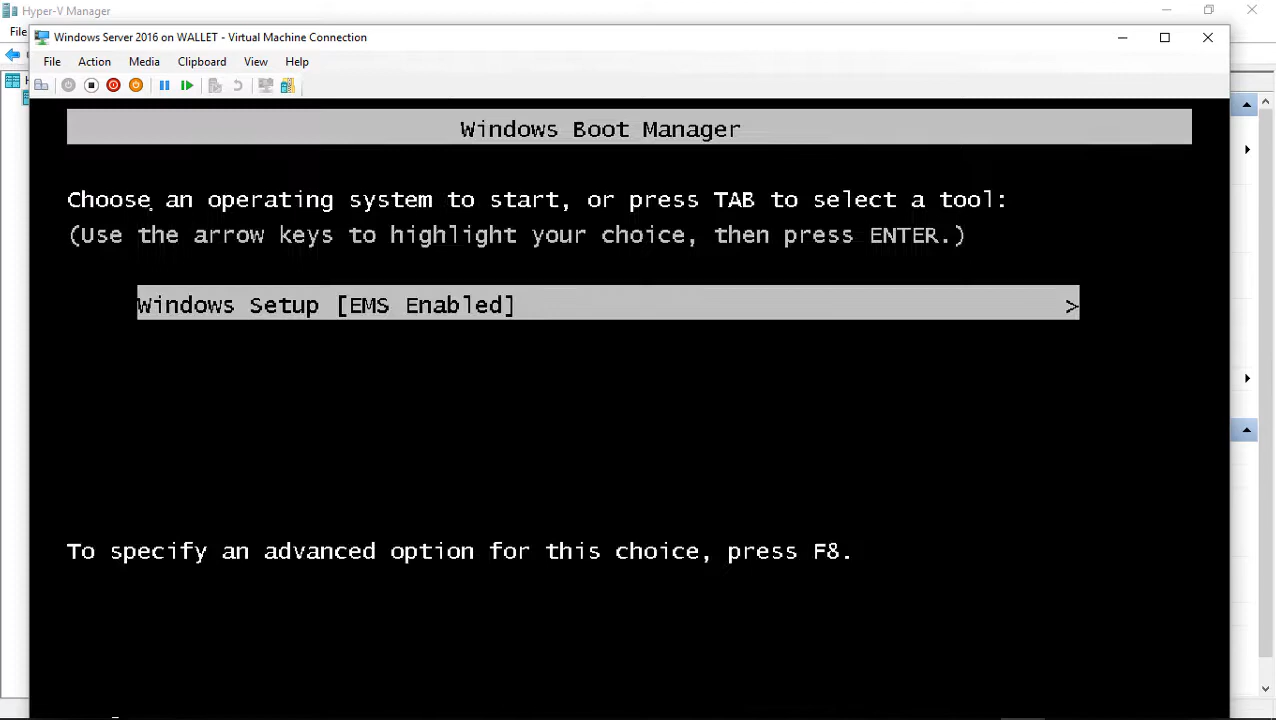 Hyper-V Manager
File
Windows Server 2016 on WALLET - Virtual Machine Connection
File Action Media Clipboard View Help
Windows Boot Manager
Choose an operating system to start, or press TAB to select a tool:
(Use the arrow keys to highlight your choice, then press ENTER.)
Windows Setup [EMS Enabled] >
To specify an advanced option for this choice, press F8.